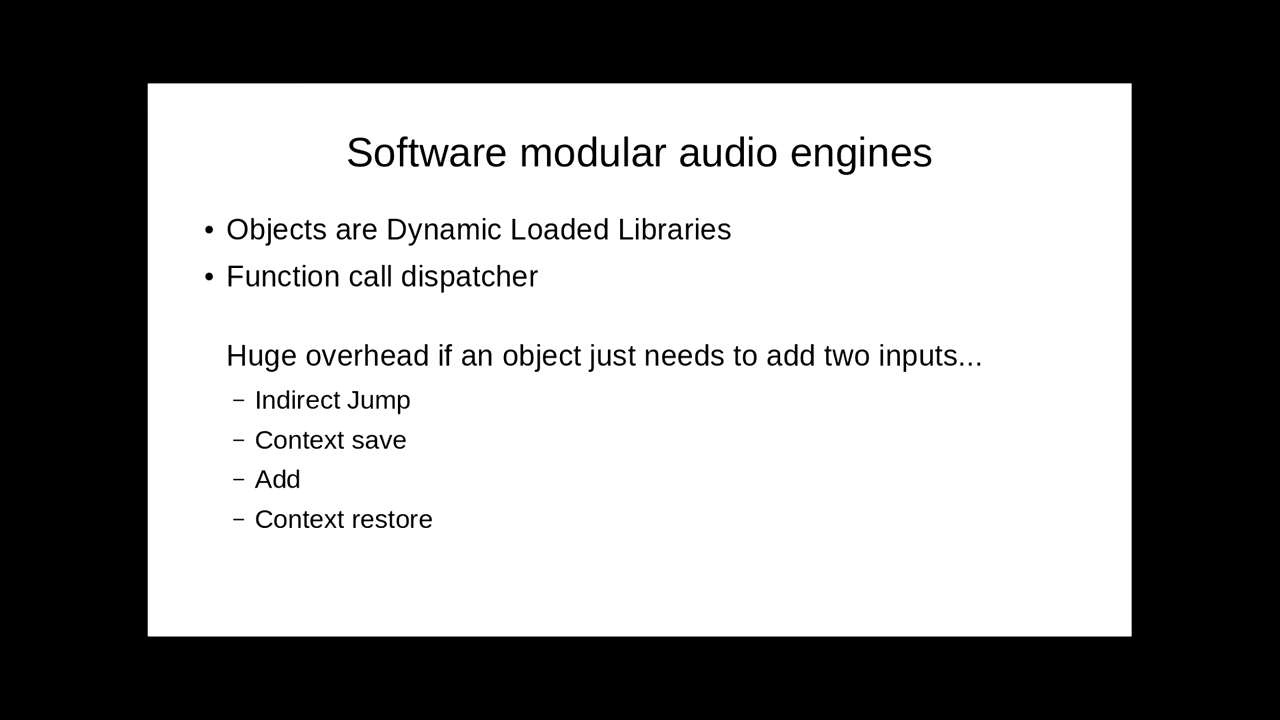 Software modular audio engines
• Objects are Dynamic Loaded Libraries
• Function call dispatcher
Huge overhead if an object just needs to add two inputs...
– Indirect Jump
– Context save
– Add
– Context restore